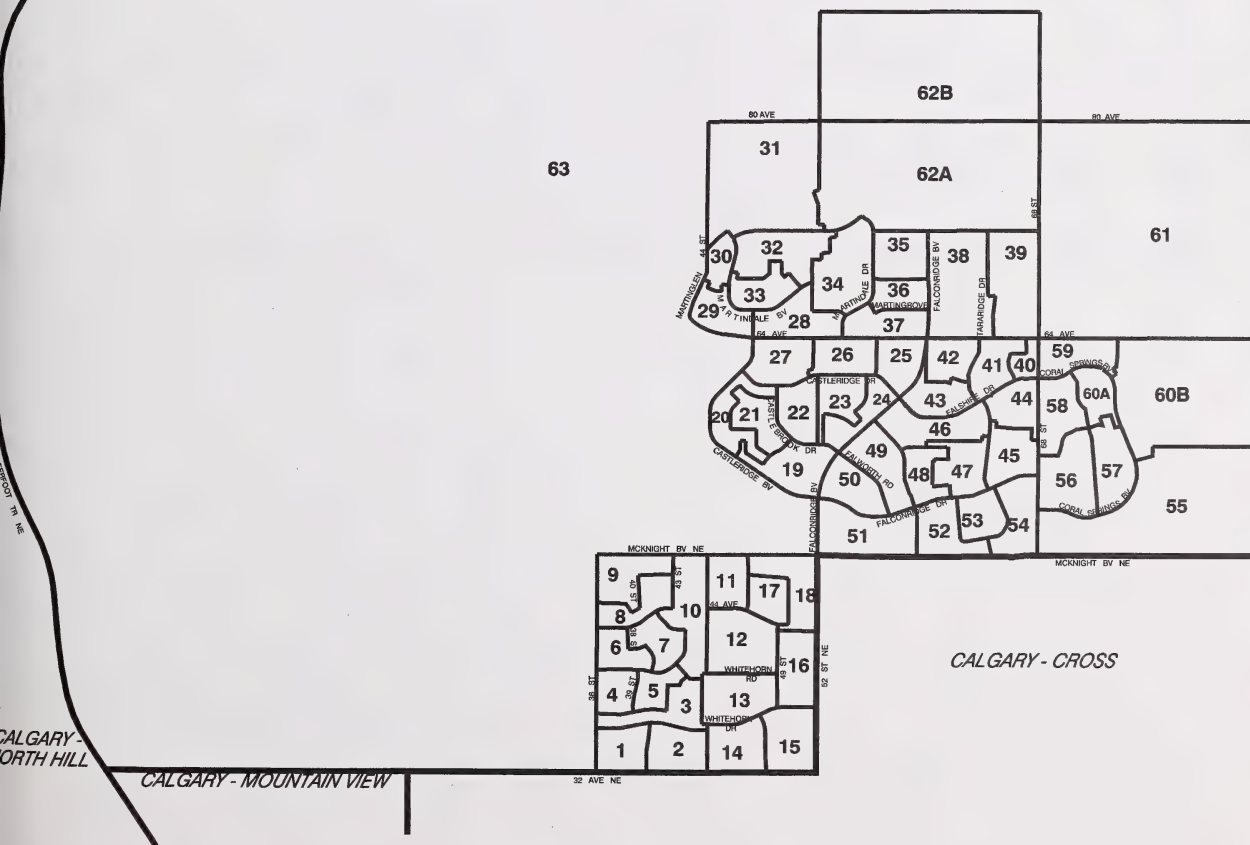 62B
80 AVE
80 AVE
31
63
62A
68 ST
61
44 ST
30
32
35
38
39
FALCONRIDGE BV
33
34
MARTINDALE DR
36
MARTINGROVE
TARARIDGE DR
MARTINGLEN
29
MARTINDALE BV
28
37
64 AVE
64 AVE
27
26
25
42
41
40
59
CORAL SPRINGS
CASTLERIDGE DR
20
21
CASTLEBROOK DR
22
23
24
43
FALSHIRE DR
44
58
60A
60B
46
68 ST
CASTLERIDGE BV
19
50
49
FALWORTH RD
48
47
45
56
57
55
CORAL SPRINGS BV
FALCONRIDGE BV
51
FALCONRIDGE DR
52
53
54
MCKNIGHT BV NE
MCKNIGHT BV NE
TR NE
9
40 ST
43 ST
11
17
18
8
10
44 AVE
6
38 S
7
12
49 ST
16
52 ST NE
CALGARY - CROSS
WHITEHORN
RD
36 ST
4
39 ST
5
3
13
WHITEHORN
DR
1
2
14
15
CALGARY -
NORTH HILL
CALGARY - MOUNTAIN VIEW
32 AVE NE